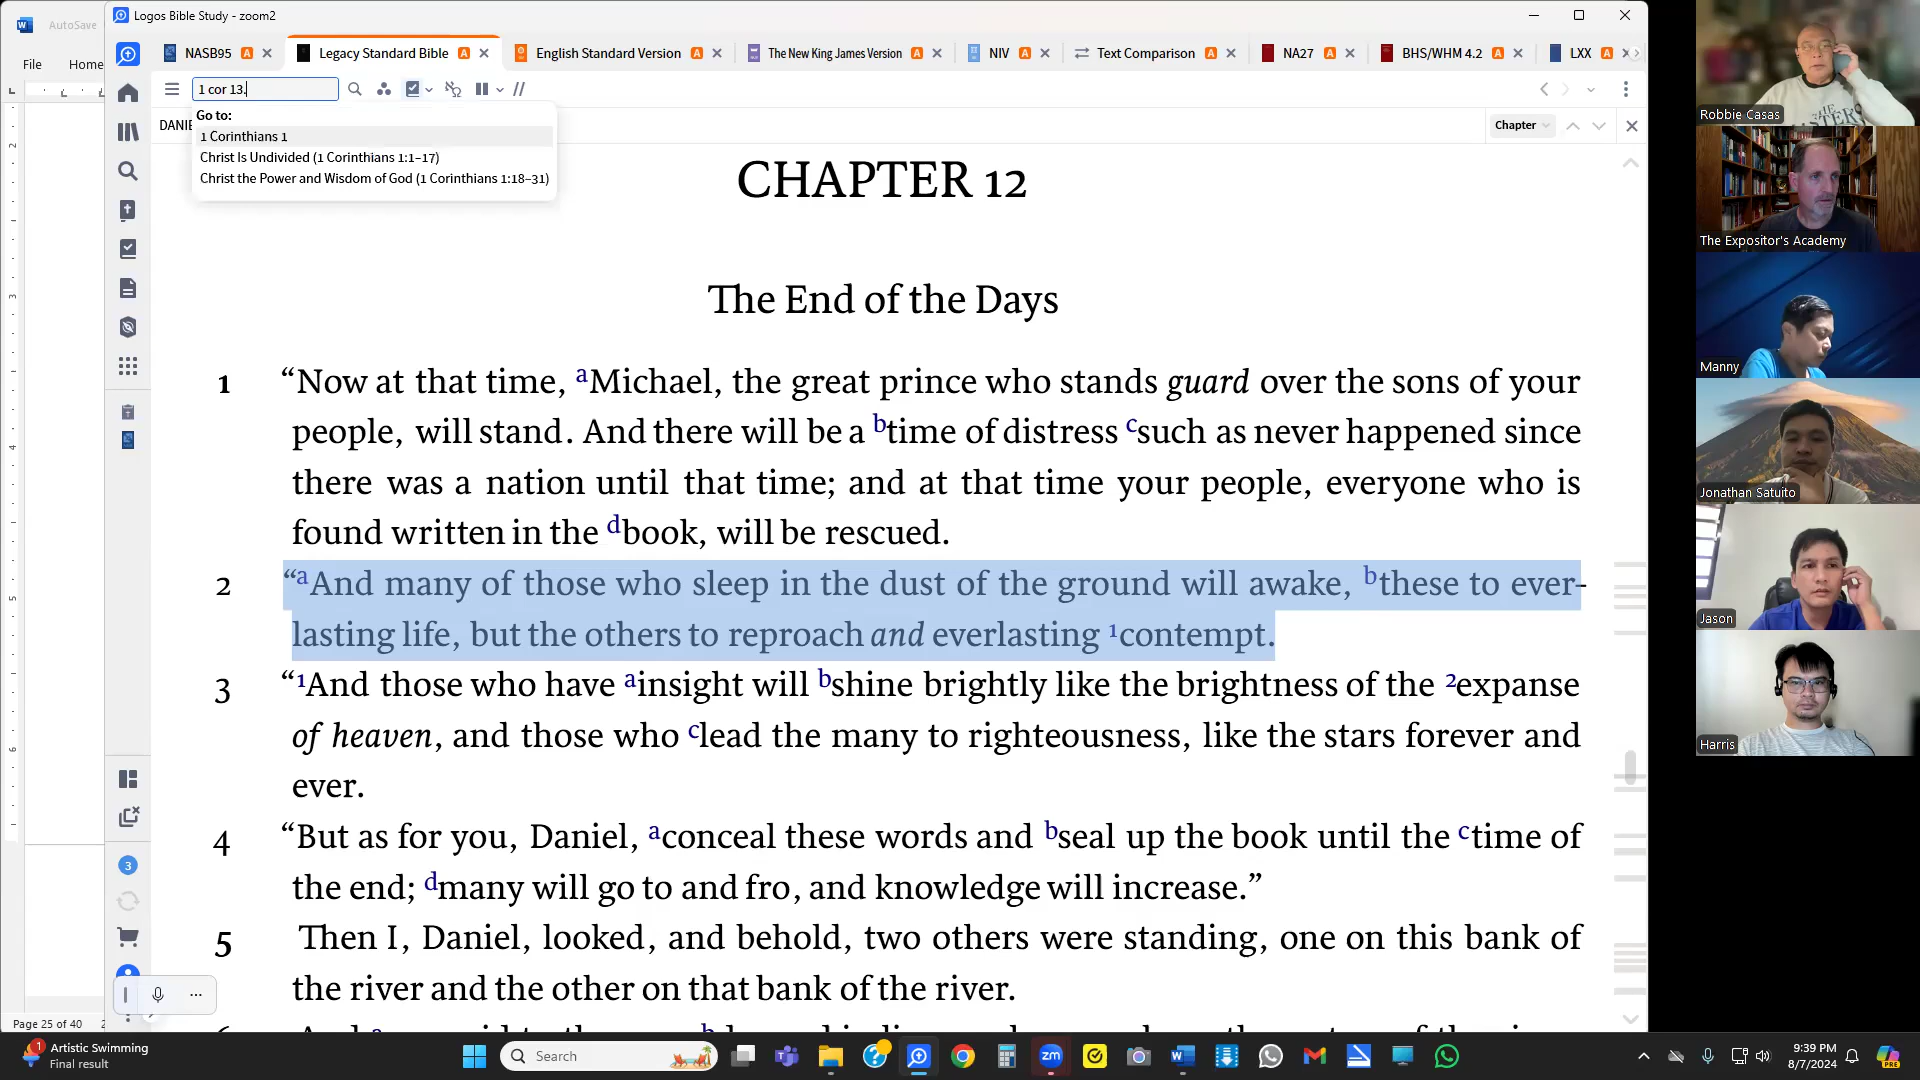 AutoSave
File
Home
Page 25 of 40
Logos Bible Study - zoom2
NASB95 A
Legacy Standard Bible A
English Standard Version A
The New King James Version A
NIV A
Text Comparison A
NA27 A
BHS/WHM 4.2 A
LXX A
1 cor 13.
DANIE
Chapter
Go to:
1 Corinthians 1
Christ Is Undivided (1 Corinthians 1:1–17)
Christ the Power and Wisdom of God (1 Corinthians 1:18–31)
CHAPTER 12
The End of the Days
1 “Now at that time, aMichael, the great prince who stands guard over the sons of your
people, will stand. And there will be a btime of distress csuch as never happened since
there was a nation until that time; and at that time your people, everyone who is
found written in the dbook, will be rescued.
2 “aAnd many of those who sleep in the dust of the ground will awake, bthese to ever-
lasting life, but the others to reproach and everlasting 1contempt.
3 “1And those who have ainsight will bshine brightly like the brightness of the 2expanse
of heaven, and those who clead the many to righteousness, like the stars forever and
ever.
4 “But as for you, Daniel, aconceal these words and bseal up the book until the ctime of
the end; dmany will go to and fro, and knowledge will increase.”
5 Then I, Daniel, looked, and behold, two others were standing, one on this bank of
the river and the other on that bank of the river.
3
Robbie Casas
The Expositor's Academy
Manny
Jonathan Satuito
Jason
Harris
1
Artistic Swimming
Final result
Search
zm
9:39 PM
8/7/2024
PRE